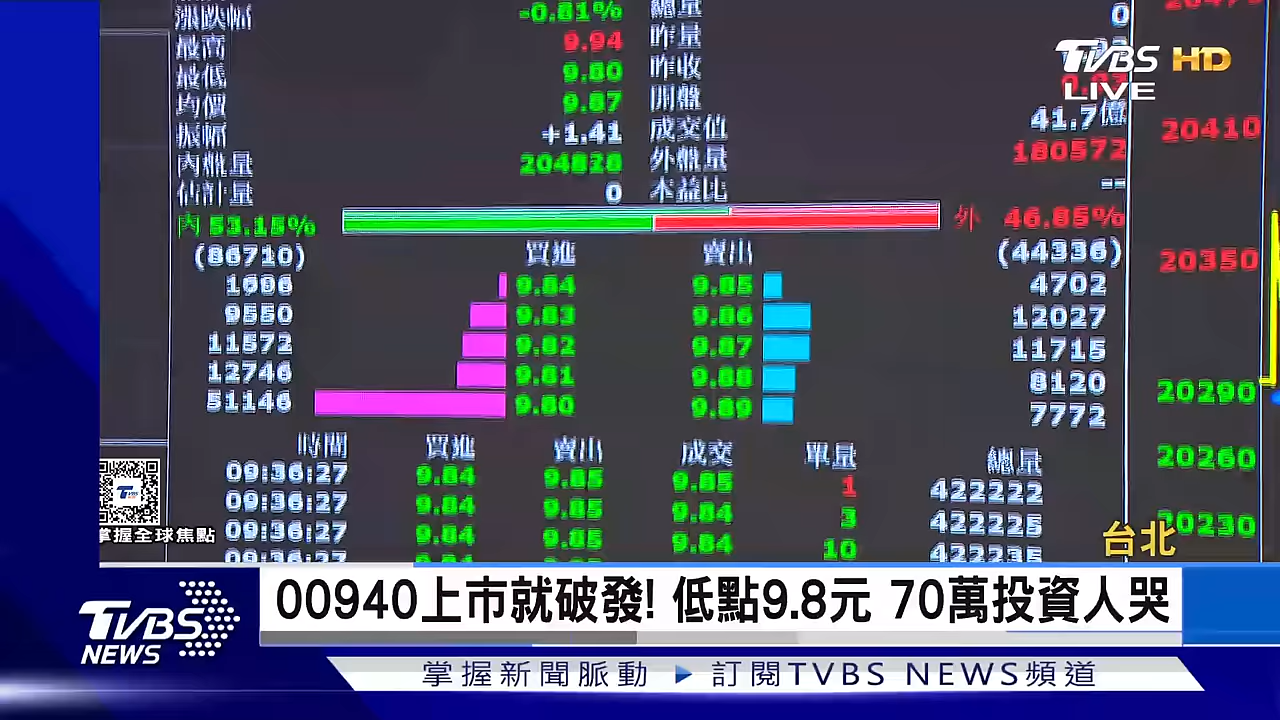 漲跌幅 -0.81% 總量 0
最高 9.94 昨量
最低 9.80 昨收
均價 9.87 開盤
振幅 +1.41 成交值 41.7億
內盤量 204828 外盤量 180572
估計量 0 本益比 --
內 53.15% 外 46.85%
(86710) 買進 賣出 (44336)
9.84 9.85 4702
9550 9.83 9.86 12027
11572 9.82 9.87 11715
12746 9.81 9.88 8120
51146 9.80 9.89 7772
時間 買進 賣出 成交 單量 總量
09:36:27 9.84 9.85 9.85 1 422222
09:36:27 9.84 9.85 9.84 3 422225
09:36:27 9.84 9.85 9.84 10 422235
09:36:27
20410
20350
20290
20260
20230
TVBS HD
LIVE
掌握全球焦點
台北
TVBS NEWS
00940上市就破發! 低點9.8元 70萬投資人哭
掌握新聞脈動 訂閱TVBS NEWS頻道